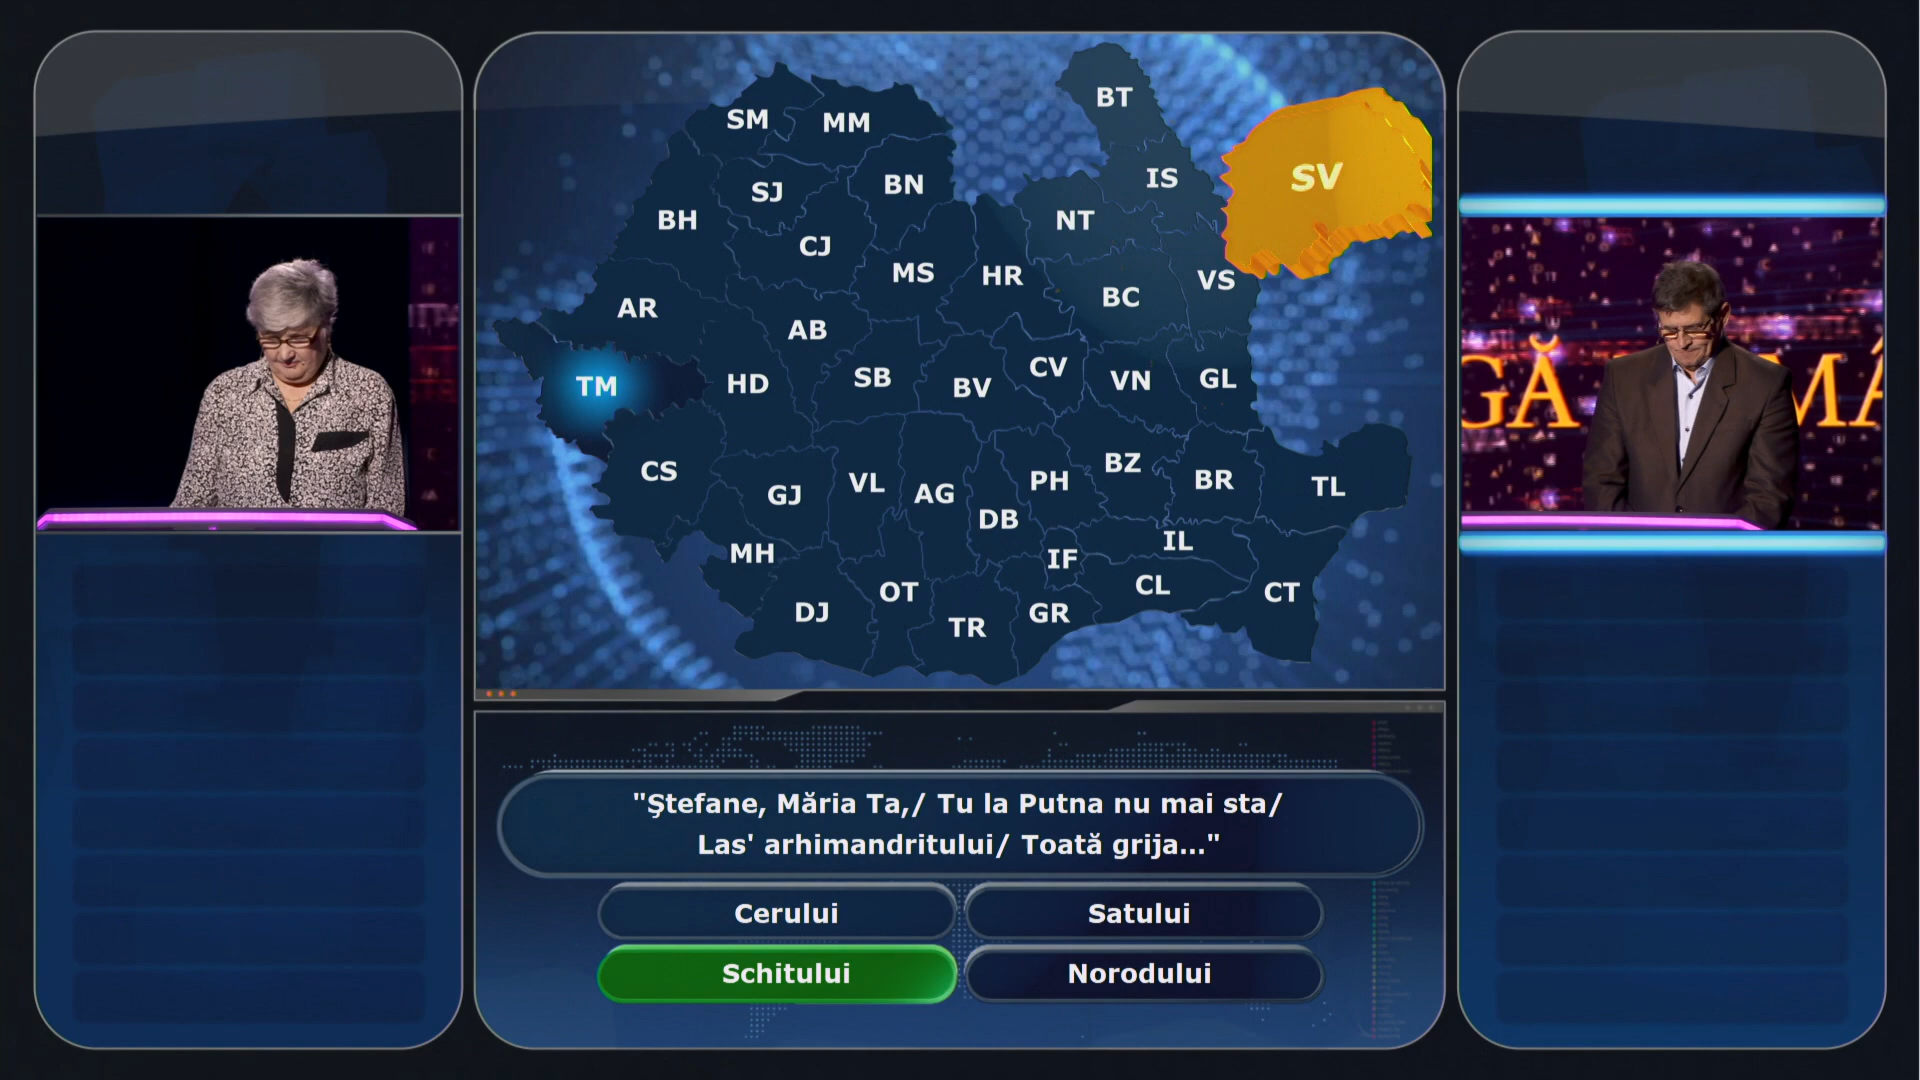 BT
SM
MM
SV
IS
BN
SJ
BH
NT
CJ
MS
HR
VS
BC
AR
AB
TM
HD
SB
BV
CV
VN
GL
CS
GJ
VL
AG
PH
BZ
BR
TL
DB
MH
IF
IL
OT
CL
CT
DJ
TR
GR
GĂ
MÂ
"Ştefane, Măria Ta,/ Tu la Putna nu mai sta/
Las' arhimandritului/ Toată grija..."
Cerului
Satului
Schitului
Norodului